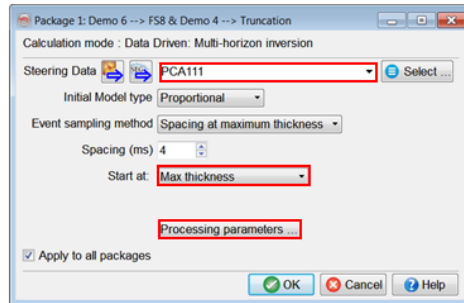 Package 1: Demo 6 --> FS8 & Demo 4 --> Truncation
Calculation mode : Data Driven: Multi-horizon inversion
Steering Data PCA111 Select ...
Initial Model type Proportional
Event sampling method Spacing at maximum thickness
Spacing (ms) 4
Start at: Max thickness
Processing parameters ...
Apply to all packages
OK Cancel Help